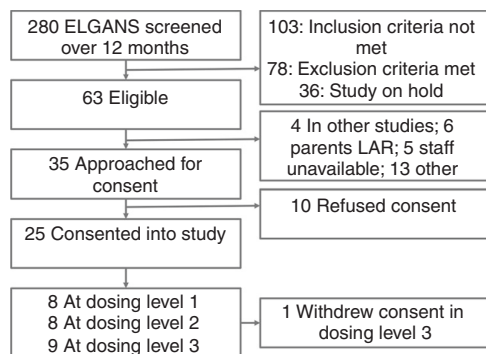 280 ELGANS screened
over 12 months
103: Inclusion criteria not
met
78: Exclusion criteria met
36: Study on hold
63 Eligible
4 In other studies; 6
parents LAR; 5 staff
unavailable; 13 other
35 Approached for
consent
10 Refused consent
25 Consented into study
8 At dosing level 1
8 At dosing level 2
9 At dosing level 3
1 Withdrew consent in
dosing level 3